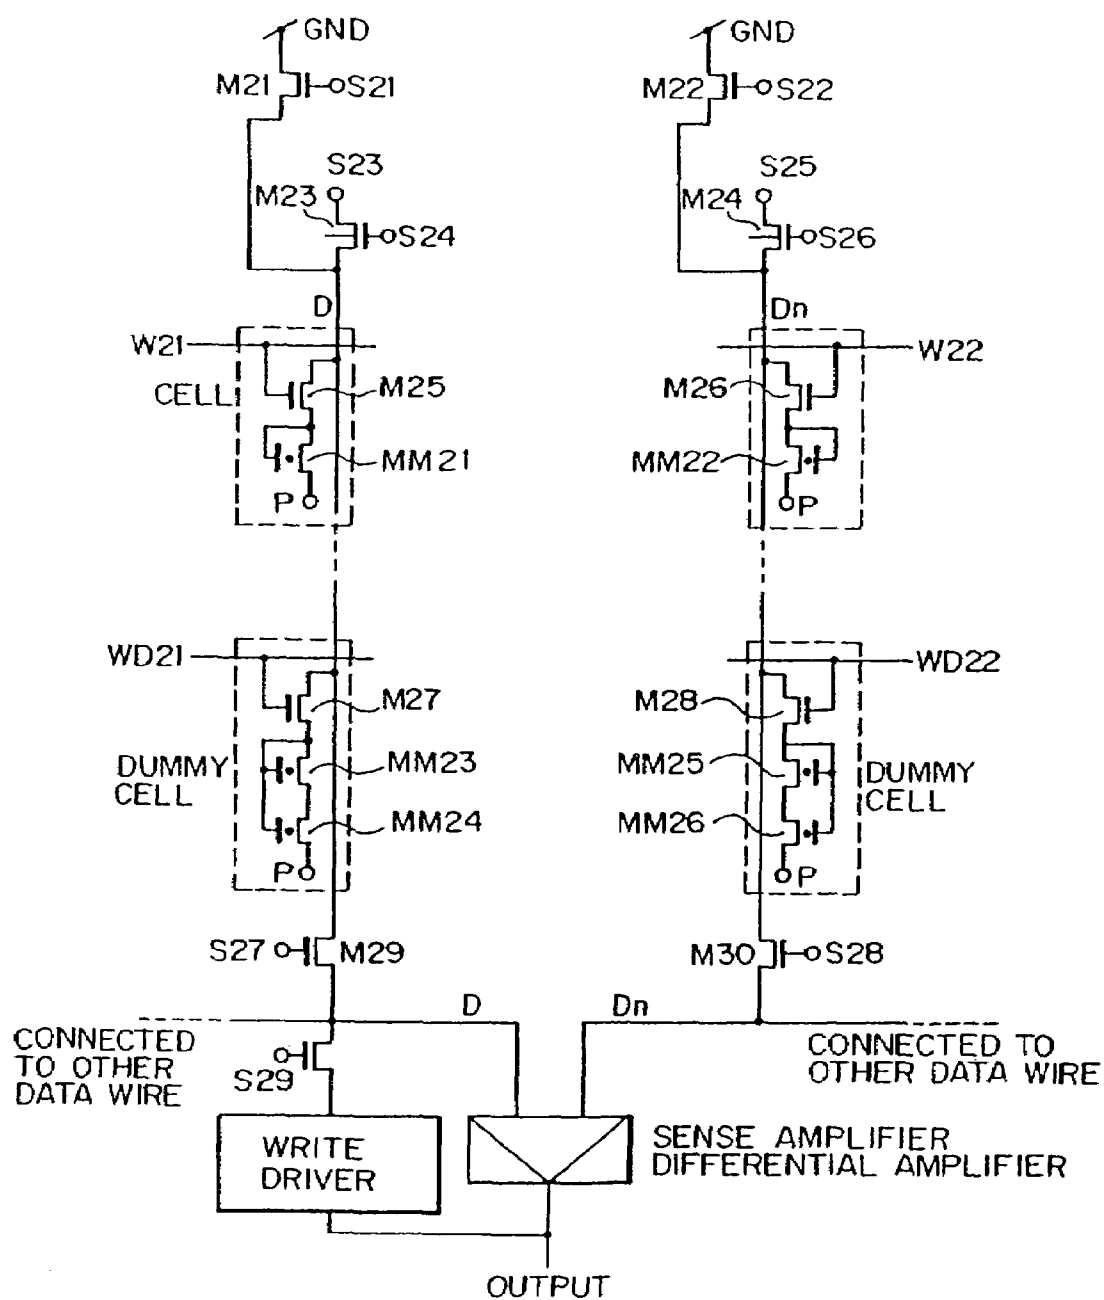 GND
GND
M21
S21
M22
S22
S23
S25
M23
S24
M24
S26
D
Dn
W21
W22
CELL
M25
M26
MM21
MM22
P
P
WD21
WD22
M27
M28
DUMMY
CELL
MM23
MM25
DUMMY
CELL
MM24
MM26
P
P
S27
M29
M30
S28
D
Dn
CONNECTED
TO OTHER
DATA WIRE
CONNECTED TO
OTHER DATA WIRE
S29
WRITE
DRIVER
SENSE AMPLIFIER
DIFFERENTIAL AMPLIFIER
OUTPUT